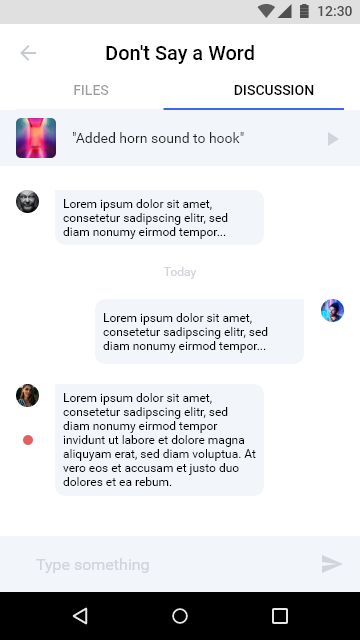 12:30
Don't Say a Word
FILES
DISCUSSION
"Added horn sound to hook"
Lorem ipsum dolor sit amet,
consetetur sadipscing elitr, sed
diam nonumy eirmod tempor...
Today
Lorem ipsum dolor sit amet,
consetetur sadipscing elitr, sed
diam nonumy eirmod tempor...
Lorem ipsum dolor sit amet,
consetetur sadipscing elitr, sed
diam nonumy eirmod tempor
invidunt ut labore et dolore magna
aliquyam erat, sed diam voluptua. At
vero eos et accusam et justo duo
dolores et ea rebum.
Type something